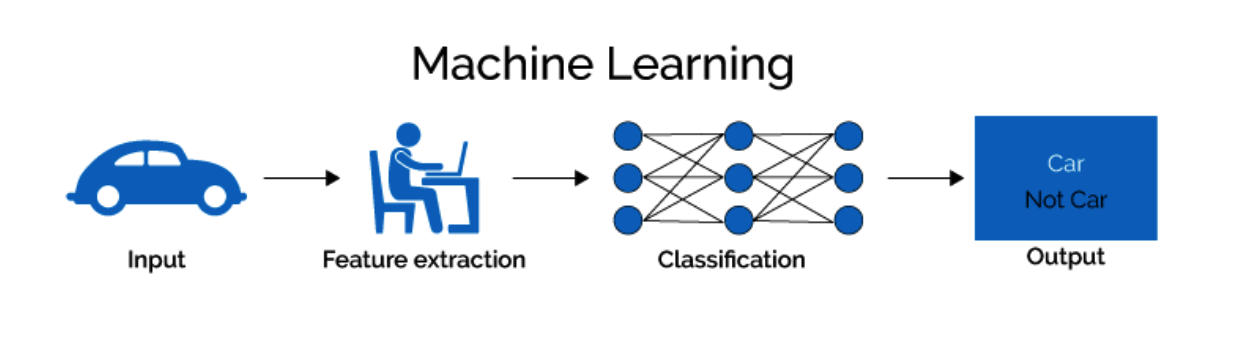 Machine Learning
Car
Not Car
Input
Feature extraction
Classification
Output